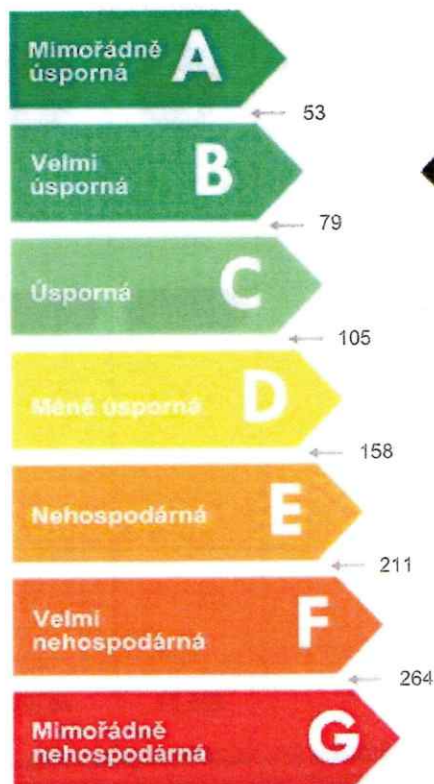 Mimořádně
úsporná A
53
Velmi
úsporná B
79
Úsporná C
105
Méně úsporná D
158
Nehospodárná E
211
Velmi
nehospodárná F
264
Mimořádně
nehospodárná G